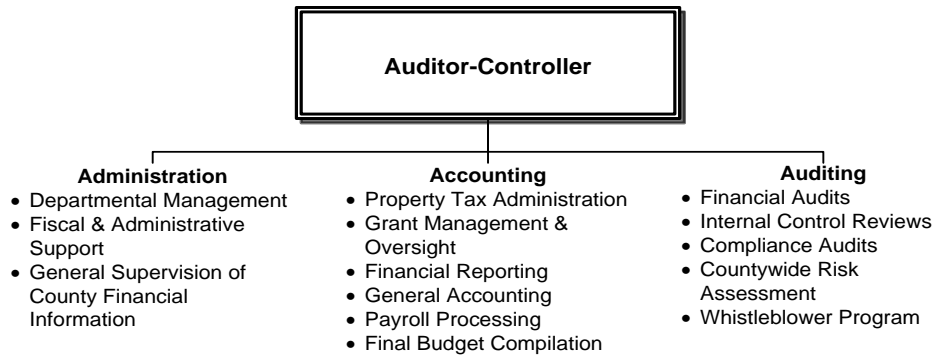 Auditor-Controller
Administration
• Departmental Management
• Fiscal & Administrative
Support
• General Supervision of
County Financial
Information
Accounting
• Property Tax Administration
• Grant Management &
Oversight
• Financial Reporting
• General Accounting
• Payroll Processing
• Final Budget Compilation
Auditing
• Financial Audits
• Internal Control Reviews
• Compliance Audits
• Countywide Risk
Assessment
• Whistleblower Program